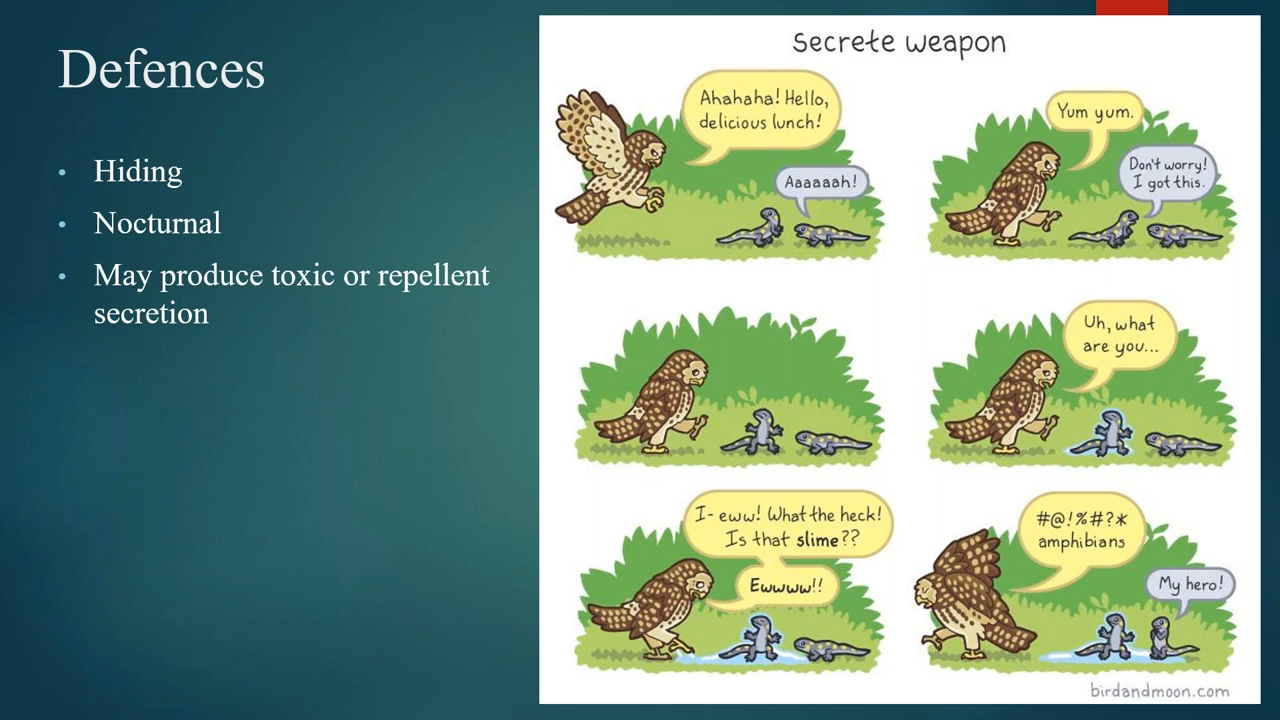 Defences
• Hiding
• Nocturnal
• May produce toxic or repellent
secretion
secrete weapon
Ahahaha! Hello,
delicious lunch!
Aaaaaah!
Yum yum.
Don't worry!
I got this.
Uh, what
are you...
I- eww! What the heck!
Is that slime??
Ewwww!!
#@!%#?*
amphibians
My hero!
birdandmoon.com